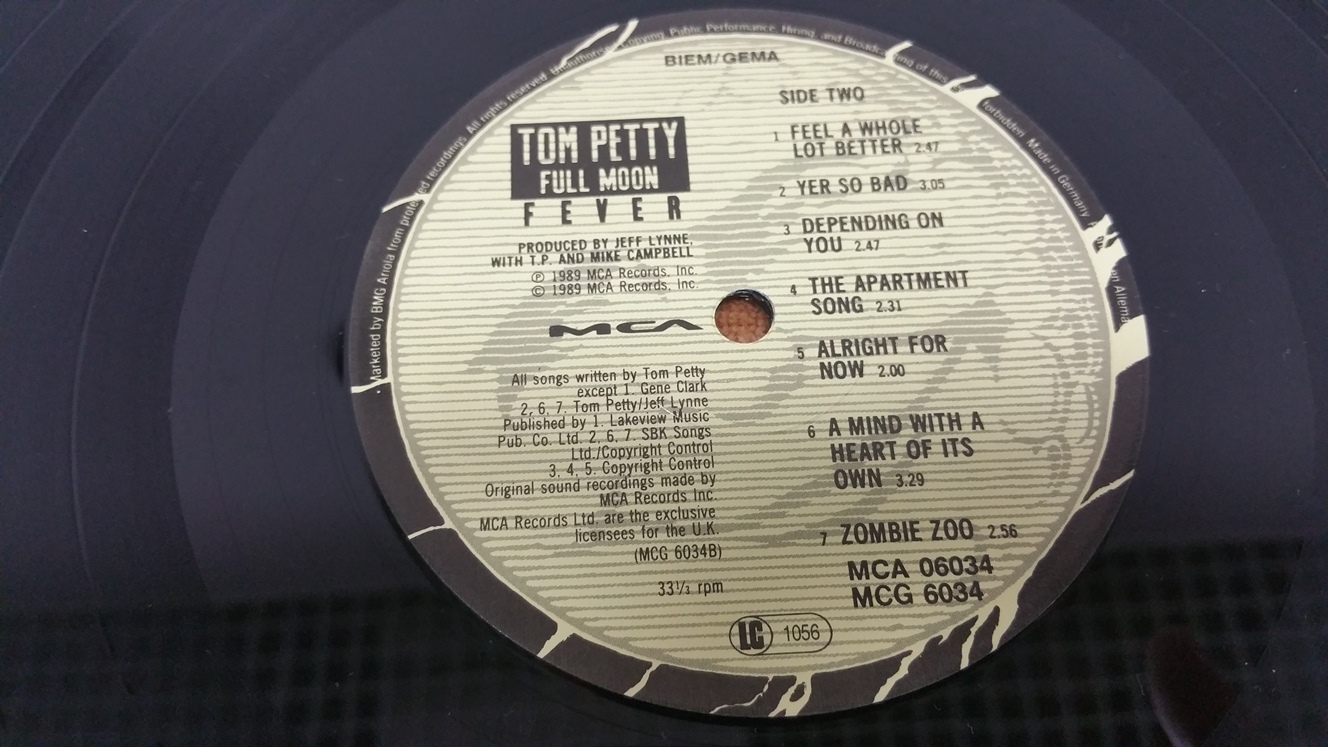 Marketed by BMG Ariola from protected recordings. All rights reserved. Unauthorised Copying, Public Performance, Hiring, and Broadcasting of this forbidden. Made in Germany
BIEM/GEMA
TOM PETTY
FULL MOON
FEVER
PRODUCED BY JEFF LYNNE,
WITH T.P. AND MIKE CAMPBELL
℗ 1989 MCA Records, Inc.
© 1989 MCA Records, Inc.
MCA
All songs written by Tom Petty
except 1. Gene Clark
2, 6, 7. Tom Petty/Jeff Lynne
Published by 1. Lakeview Music
Pub. Co. Ltd. 2, 6, 7. SBK Songs
Ltd./Copyright Control
3, 4, 5. Copyright Control
Original sound recordings made by
MCA Records Inc.
MCA Records Ltd. are the exclusive
licensees for the U.K.
(MCG 6034B)
33⅓ rpm
SIDE TWO
1 FEEL A WHOLE
LOT BETTER 2.47
2 YER SO BAD 3.05
3 DEPENDING ON
YOU 2.47
4 THE APARTMENT
SONG 2.31
5 ALRIGHT FOR
NOW 2.00
6 A MIND WITH A
HEART OF ITS
OWN 3.29
7 ZOMBIE ZOO 2.56
MCA 06034
MCG 6034
LC 1056